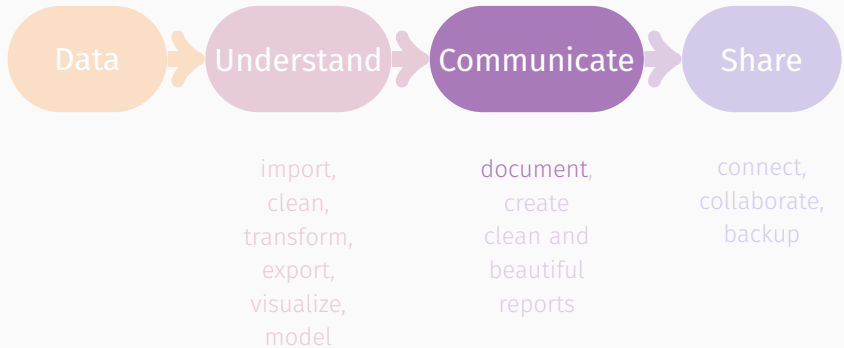 Data
Understand
Communicate
Share
import,
clean,
transform,
export,
visualize,
model
document,
create
clean and
beautiful
reports
connect,
collaborate,
backup